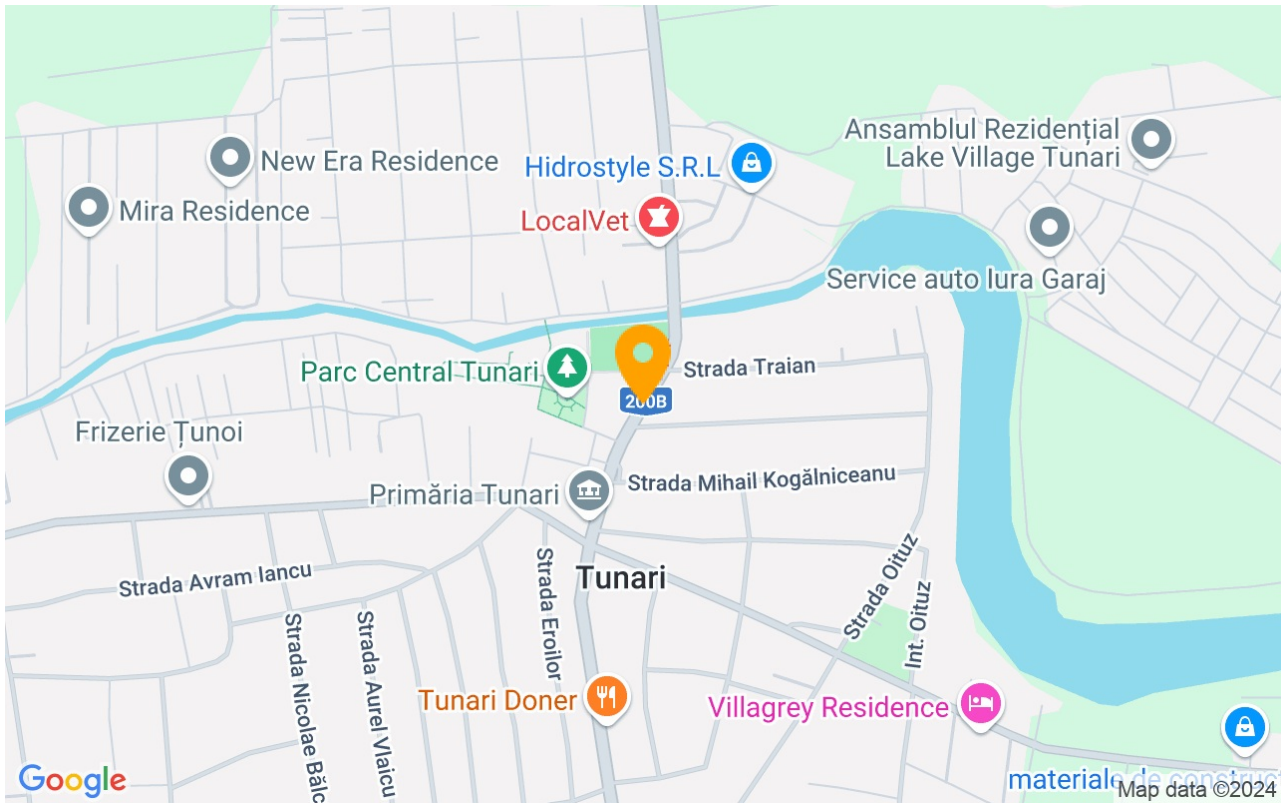 Ansamblul Rezidențial
Lake Village Tunari
New Era Residence
Hidrostyle S.R.L
Mira Residence
LocalVet
Service auto Iura Garaj
Parc Central Tunari
Strada Traian
200B
Frizerie Țunoi
Strada Mihail Kogălniceanu
Primăria Tunari
Strada Avram Iancu
Strada Eroilor
Tunari
Strada Oituz
Int. Oituz
Strada Nicolae Bălc
Strada Aurel Vlaicu
Tunari Doner
Villagrey Residence
Google
materiale de construct
Map data ©2024